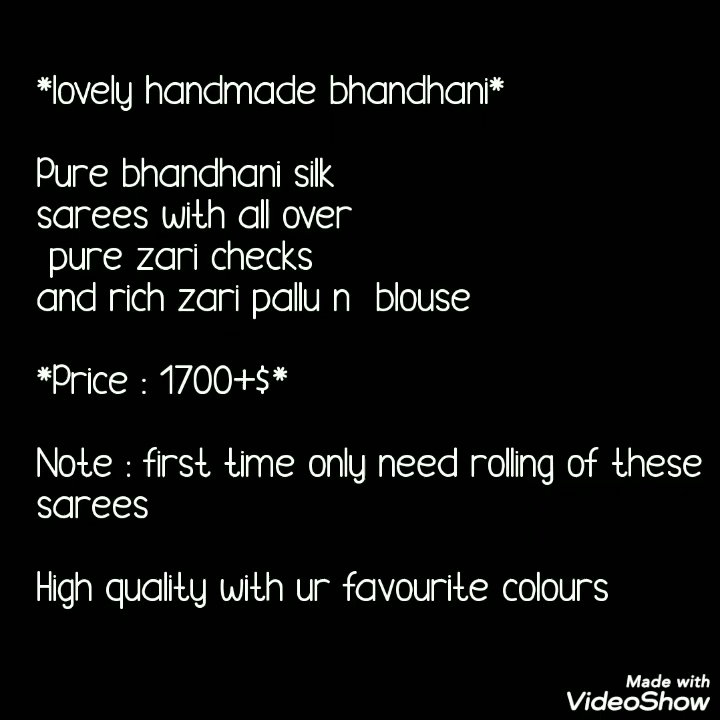 *lovely handmade bhandhani*
Pure bhandhani silk
sarees with all over
pure zari checks
and rich zari pallu n  blouse
*Price : 1700+$*
Note : first time only need rolling of these
sarees
High quality with ur favourite colours
Made with
VideoShow